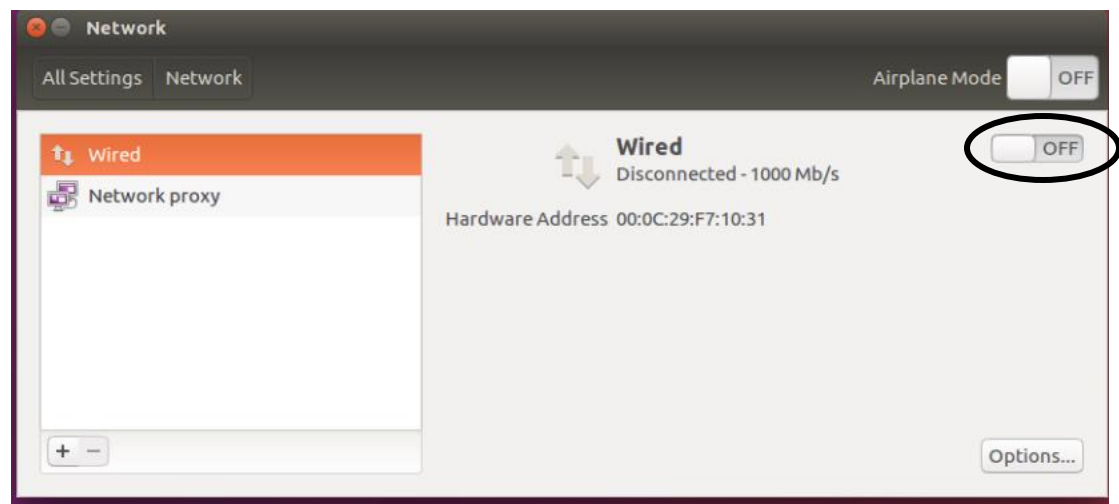 Network
All Settings Network
Airplane Mode OFF
Wired
Network proxy
Wired
OFF
Disconnected - 1000 Mb/s
Hardware Address 00:0C:29:F7:10:31
+ -
Options...